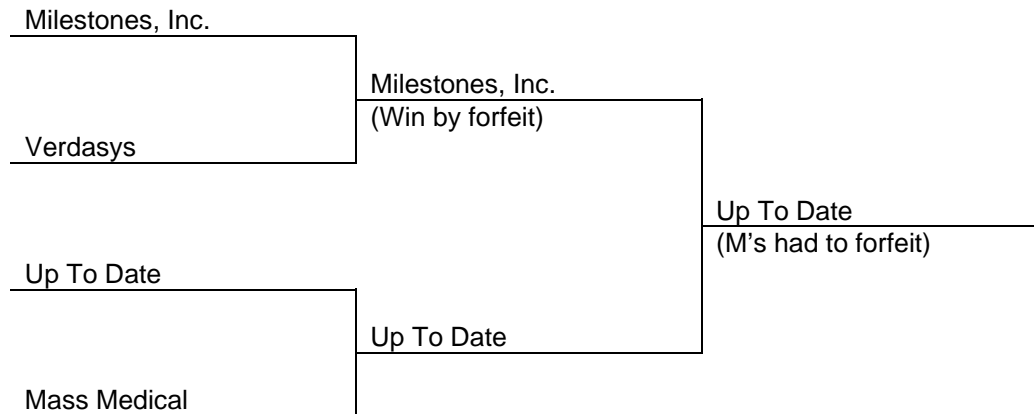 Milestones, Inc.
Milestones, Inc.
(Win by forfeit)
Verdasys
Up To Date
(M's had to forfeit)
Up To Date
Up To Date
Mass Medical